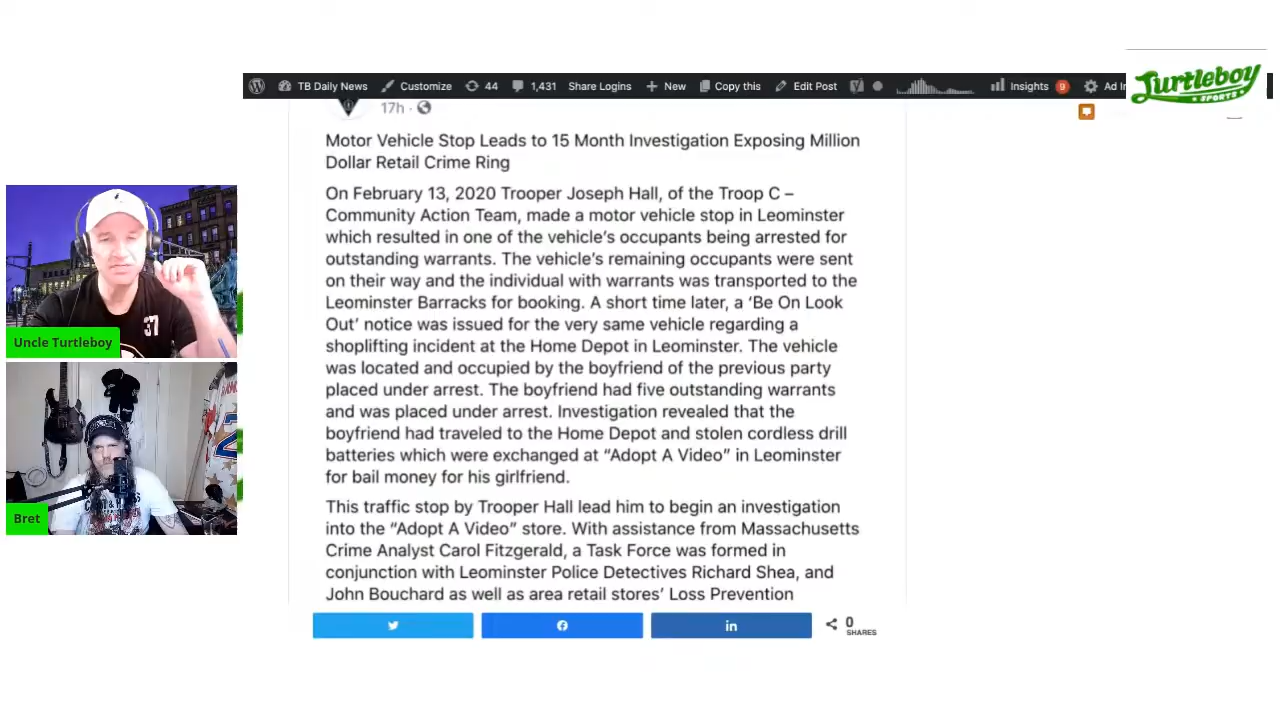 TB Daily News Customize 44 1,431 Share Logins New Copy this Edit Post Insights 9 Ad In
Turtleboy
SPORTS
17h
Motor Vehicle Stop Leads to 15 Month Investigation Exposing Million
Dollar Retail Crime Ring
On February 13, 2020 Trooper Joseph Hall, of the Troop C –
Community Action Team, made a motor vehicle stop in Leominster
which resulted in one of the vehicle's occupants being arrested for
outstanding warrants. The vehicle's remaining occupants were sent
on their way and the individual with warrants was transported to the
Leominster Barracks for booking. A short time later, a 'Be On Look
Out' notice was issued for the very same vehicle regarding a
shoplifting incident at the Home Depot in Leominster. The vehicle
was located and occupied by the boyfriend of the previous party
placed under arrest. The boyfriend had five outstanding warrants
and was placed under arrest. Investigation revealed that the
boyfriend had traveled to the Home Depot and stolen cordless drill
batteries which were exchanged at “Adopt A Video” in Leominster
for bail money for his girlfriend.
This traffic stop by Trooper Hall lead him to begin an investigation
into the “Adopt A Video” store. With assistance from Massachusetts
Crime Analyst Carol Fitzgerald, a Task Force was formed in
conjunction with Leominster Police Detectives Richard Shea, and
John Bouchard as well as area retail stores' Loss Prevention
0
SHARES
37
Uncle Turtleboy
Bret